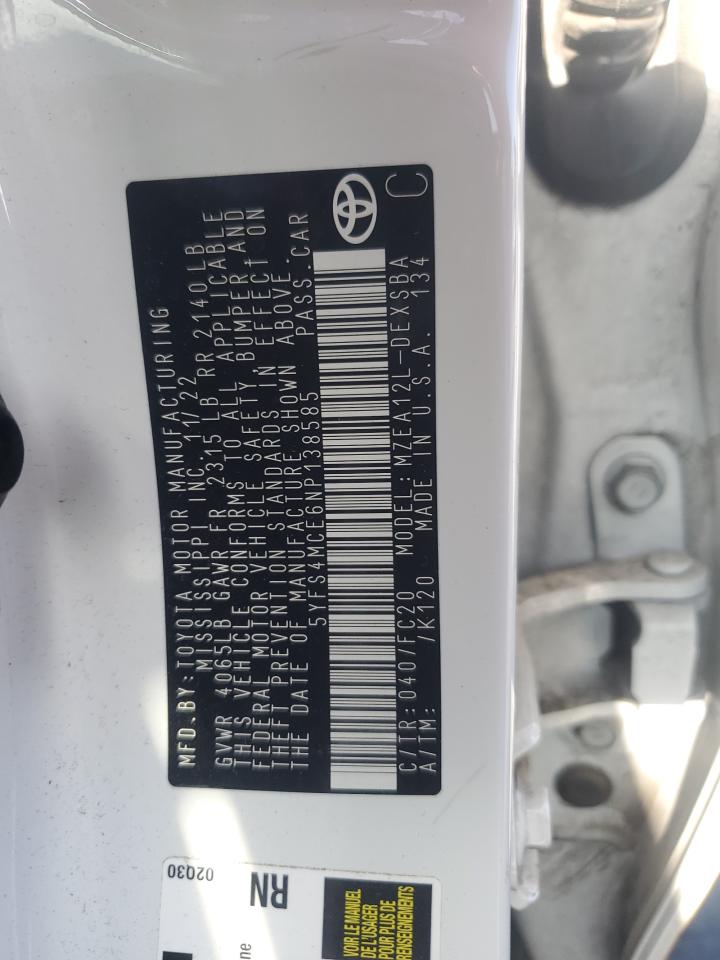 MFD.BY:TOYOTA MOTOR MANUFACTURING
MISSISSIPPI INC. 11/22
GVWR 4065LB GAWR FR 2315 LB RR 2140 LB
THIS VEHICLE CONFORMS TO ALL APPLICABLE
FEDERAL MOTOR VEHICLE SAFETY, BUMPER AND
THEFT PREVENTION STANDARDS IN EFFECT ON
THE DATE OF MANUFACTURE SHOWN ABOVE.
5YFS4MCE6NP138585 PASS.CAR
C/TR:040/FC20 MODEL:MZEA12L-DEXSBA
A/TM: /K120 MADE IN U.S.A. 134
C
02Q30
RN
VOIR LE MANUEL
DE L'USAGER
POUR PLUS DE
RENSEIGNEMENTS